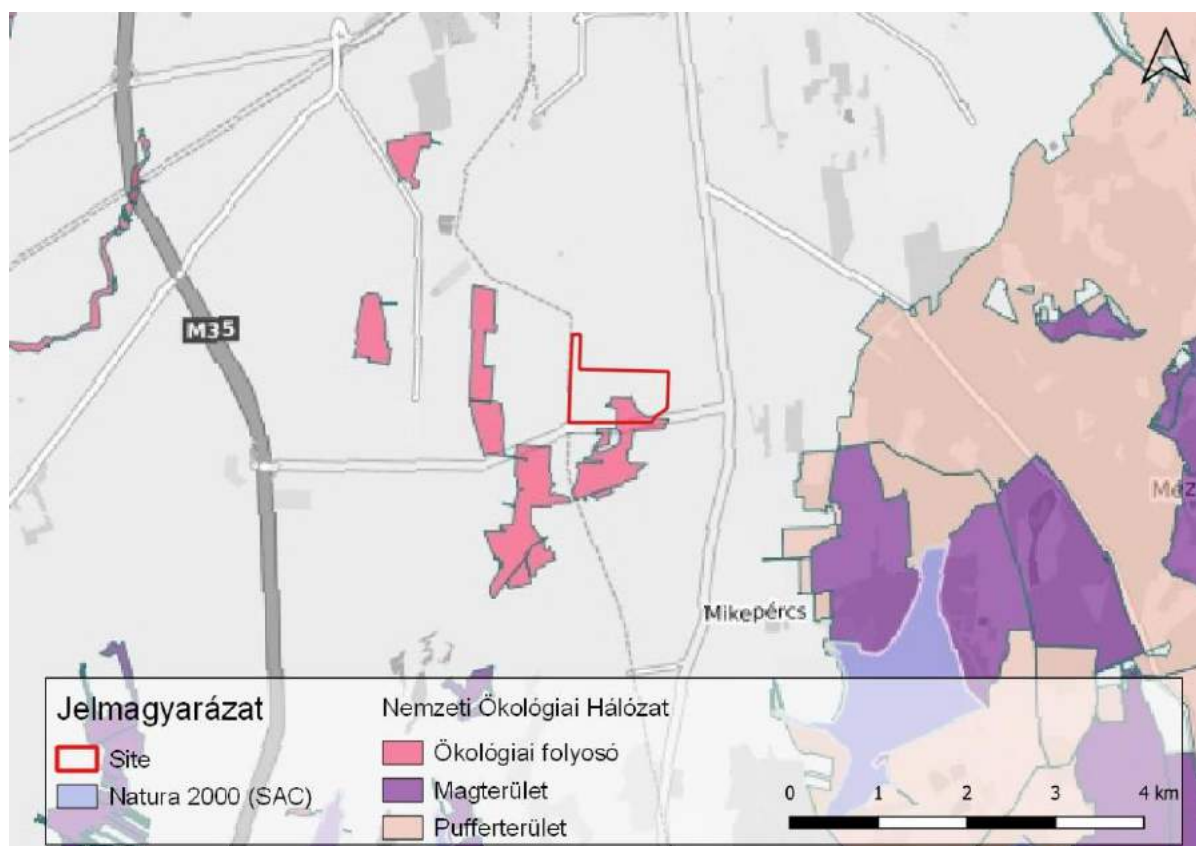 M35
Méz
Mikepércs
Jelmagyarázat
Site
Natura 2000 (SAC)
Nemzeti Ökológiai Hálózat
Ökológiai folyosó
Magterület
Pufferterület
0 1 2 3 4 km